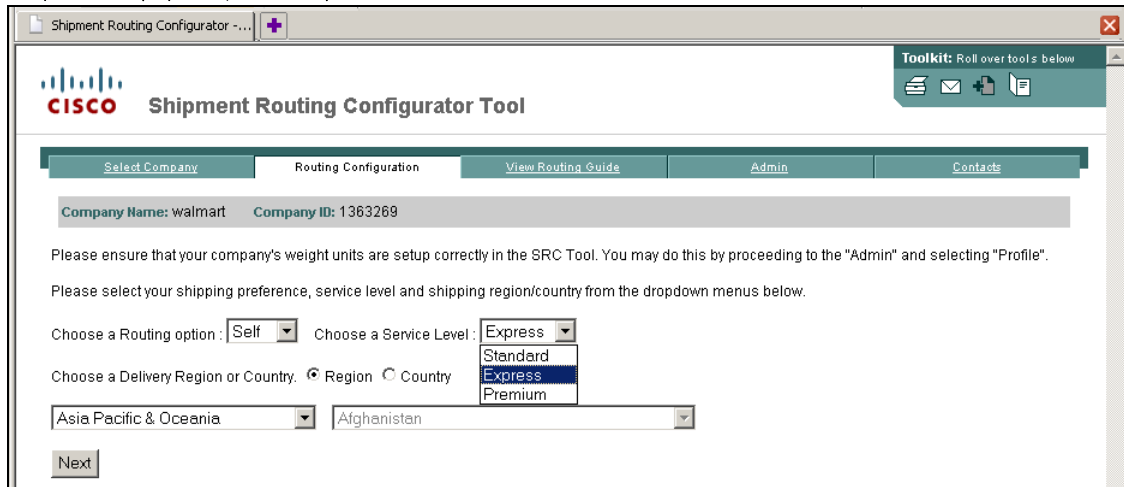 Shipment Routing Configurator -...
Toolkit: Roll over tools below
CISCO Shipment Routing Configurator Tool
Select Company Routing Configuration View Routing Guide Admin Contacts
Company Name: walmart Company ID: 1363269
Please ensure that your company's weight units are setup correctly in the SRC Tool. You may do this by proceeding to the "Admin" and selecting "Profile".
Please select your shipping preference, service level and shipping region/country from the dropdown menus below.
Choose a Routing option : Self Choose a Service Level : Express
Standard
Choose a Delivery Region or Country. Region Country Express
Premium
Asia Pacific & Oceania Afghanistan
Next